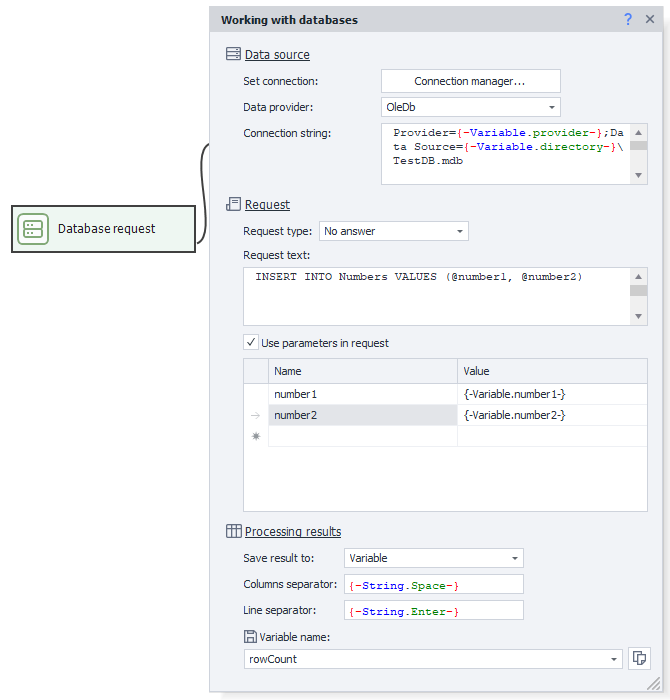 Working with databases
?
Data source
Set connection:
Connection manager...
Data provider:
OleDb
Connection string:
Provider={-Variable.provider-};Da
ta Source={-Variable.directory-}\
TestDB.mdb
Database request
Request
Request type:
No answer
Request text:
INSERT INTO Numbers VALUES (@number1, @number2)
Use parameters in request
Name Value
number1 {-Variable.number1-}
number2 {-Variable.number2-}
Processing results
Save result to:
Variable
Columns separator:
{-String.Space-}
Line separator:
{-String.Enter-}
Variable name:
rowCount